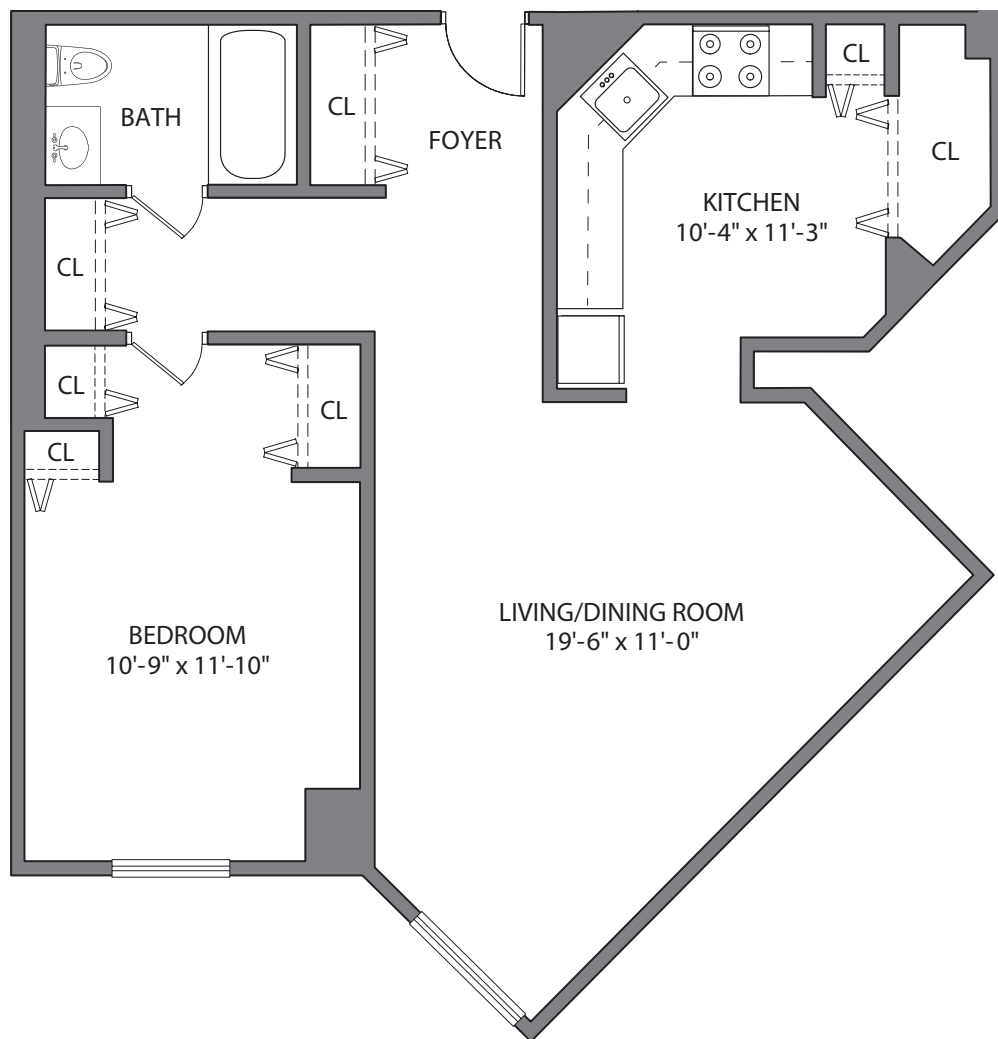 BATH
CL
FOYER
CL
CL
KITCHEN
10'-4" x 11'-3"
CL
CL
CL
CL
LIVING/DINING ROOM
19'-6" x 11'-0"
BEDROOM
10'-9" x 11'-10"